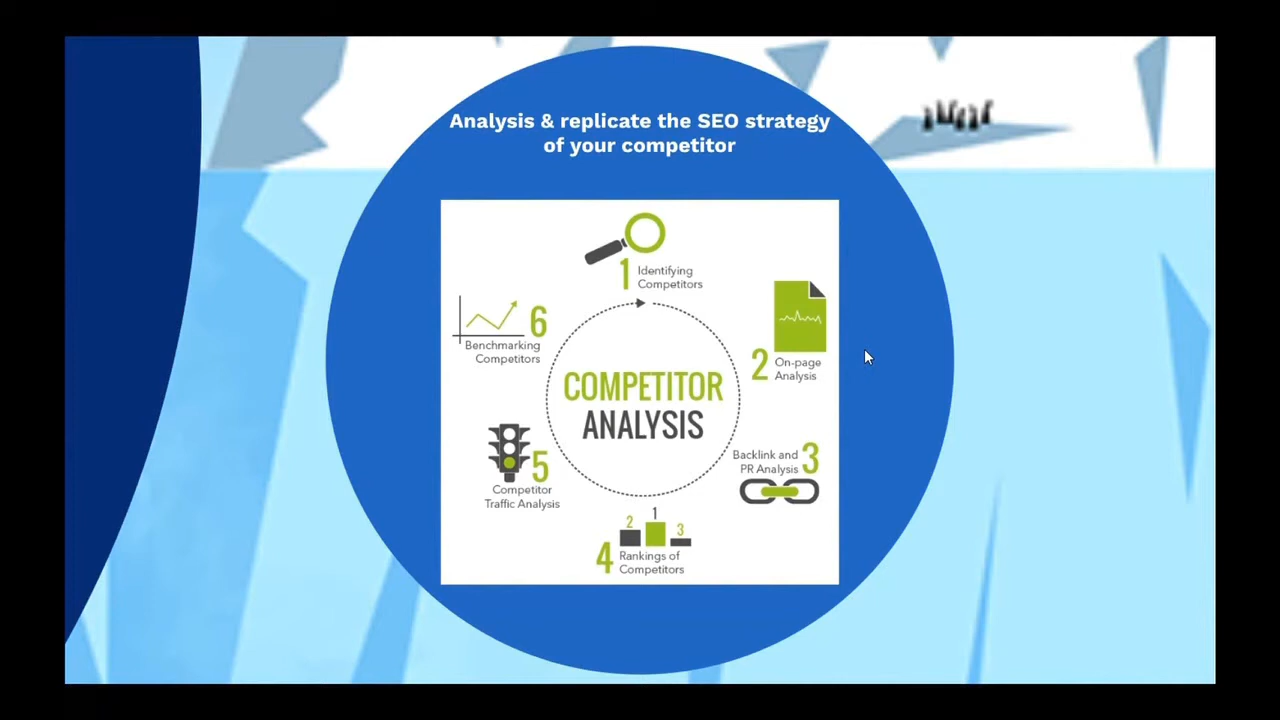 Analysis & replicate the SEO strategy
of your competitor
1 Identifying
Competitors
2 On-page
Analysis
Backlink and 3
PR Analysis
2 1 3
4 Rankings of
Competitors
5
Competitor
Traffic Analysis
6
Benchmarking
Competitors
COMPETITOR
ANALYSIS